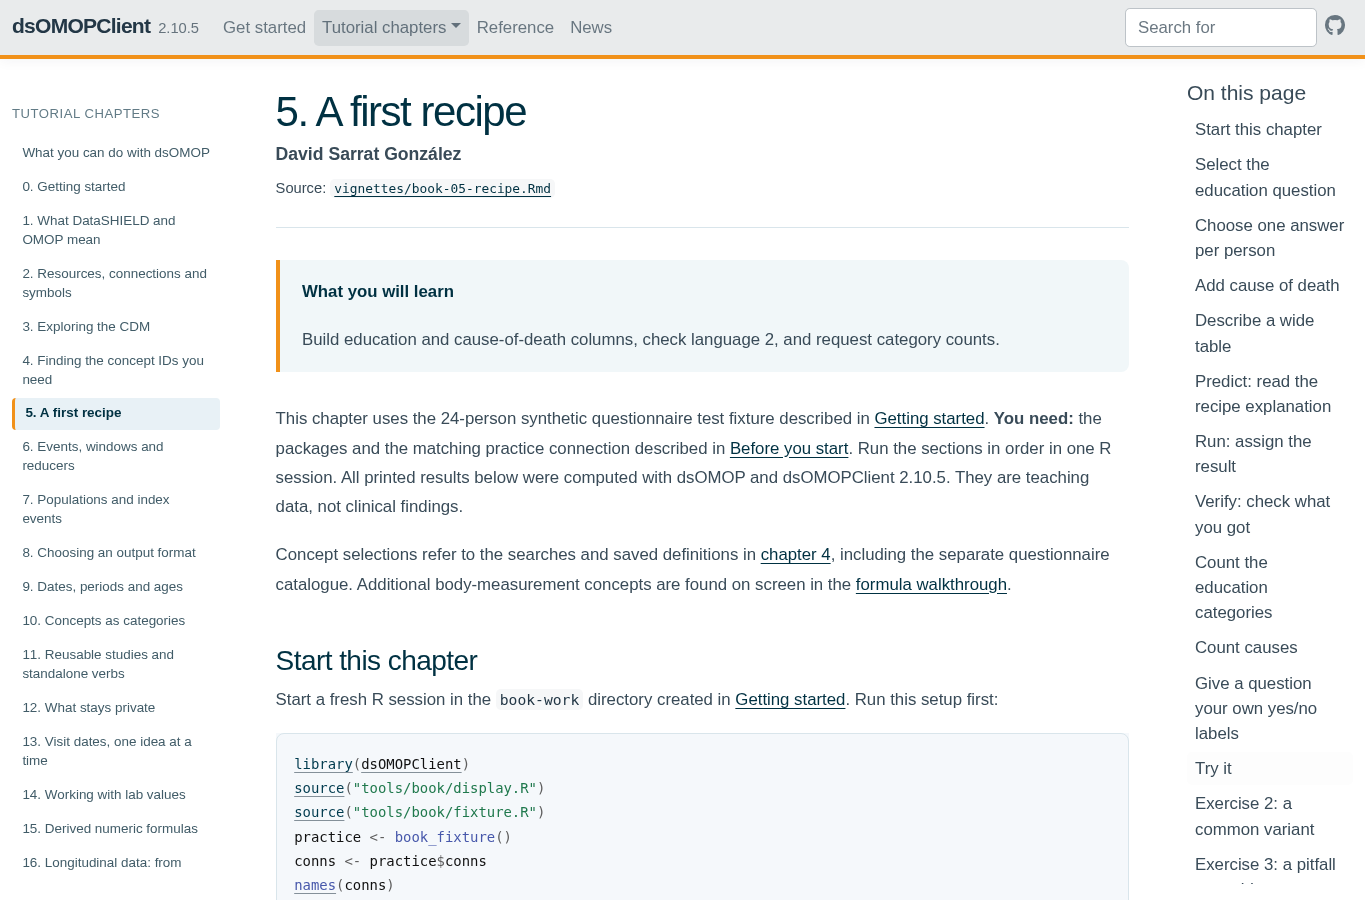 dsOMOPClient 2.10.5 Get started Tutorial chapters Reference News Search for
TUTORIAL CHAPTERS
What you can do with dsOMOP
0. Getting started
1. What DataSHIELD and
OMOP mean
2. Resources, connections and
symbols
3. Exploring the CDM
4. Finding the concept IDs you
need
5. A first recipe
6. Events, windows and
reducers
7. Populations and index
events
8. Choosing an output format
9. Dates, periods and ages
10. Concepts as categories
11. Reusable studies and
standalone verbs
12. What stays private
13. Visit dates, one idea at a
time
14. Working with lab values
15. Derived numeric formulas
16. Longitudinal data: from
5. A first recipe
David Sarrat González
Source: vignettes/book-05-recipe.Rmd
What you will learn
Build education and cause-of-death columns, check language 2, and request category counts.
This chapter uses the 24-person synthetic questionnaire test fixture described in Getting started. You need: the
packages and the matching practice connection described in Before you start. Run the sections in order in one R
session. All printed results below were computed with dsOMOP and dsOMOPClient 2.10.5. They are teaching
data, not clinical findings.
Concept selections refer to the searches and saved definitions in chapter 4, including the separate questionnaire
catalogue. Additional body-measurement concepts are found on screen in the formula walkthrough.
Start this chapter
Start a fresh R session in the book-work directory created in Getting started. Run this setup first:
library(dsOMOPClient)
source("tools/book/display.R")
source("tools/book/fixture.R")
practice <- book_fixture()
conns <- practice$conns
names(conns)
On this page
Start this chapter
Select the
education question
Choose one answer
per person
Add cause of death
Describe a wide
table
Predict: read the
recipe explanation
Run: assign the
result
Verify: check what
you got
Count the
education
categories
Count causes
Give a question
your own yes/no
labels
Try it
Exercise 2: a
common variant
Exercise 3: a pitfall